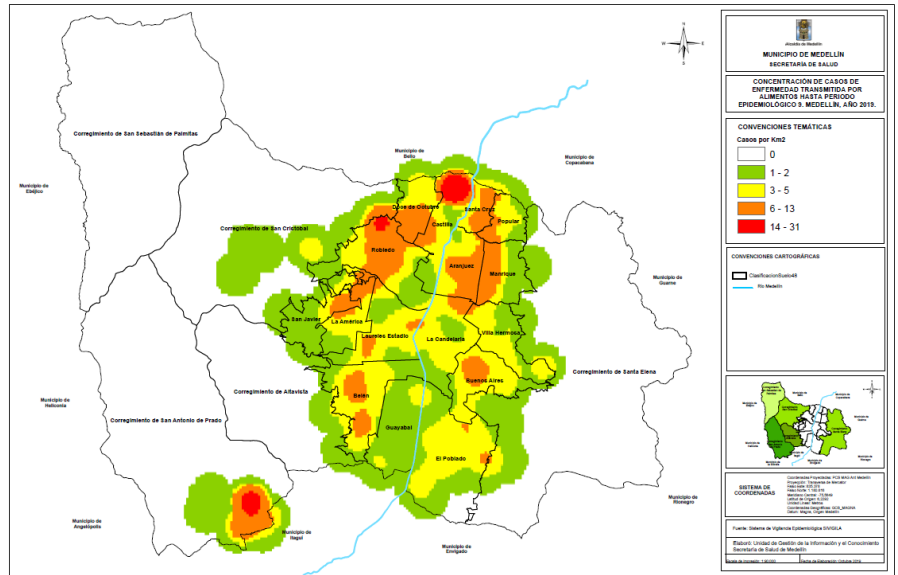 Alcaldía de Medellín
MUNICIPIO DE MEDELLÍN
SECRETARÍA DE SALUD
CONCENTRACIÓN DE CASOS DE
ENFERMEDAD TRANSMITIDA POR
ALIMENTOS HASTA PERIODO
EPIDEMIOLÓGICO 9. MEDELLÍN, AÑO 2019.
CONVENCIONES TEMÁTICAS
Casos por Km2
0
1 - 2
3 - 5
6 - 13
14 - 31
CONVENCIONES CARTOGRÁFICAS
ClasificacionSuelo48
Río Medellín
N
W
E
S
Corregimiento de San Sebastián de Palmitas
Municipio de
Ebéjico
Municipio de
Bello
Municipio de
Copacabana
Doce de Octubre
Santa Cruz
Castilla
Popular
Corregimiento de San Cristóbal
Robledo
Aranjuez
Manrique
Municipio de
Guarne
San Javier
La América
Laureles Estadio
La Candelaria
Villa Hermosa
Corregimiento de Santa Elena
Buenos Aires
Corregimiento de Altavista
Belén
Municipio de
Heliconia
Corregimiento de San Antonio de Prado
Guayabal
El Poblado
Municipio de
Rionegro
Municipio de
Angelópolis
Municipio de
Itagüí
Municipio de
Envigado
SISTEMA DE
COORDENADAS
Fuente: Sistema de Vigilancia Epidemiológica SIVIGILA
Elaboró: Unidad de Gestión de la Información y el Conocimiento
Secretaría de Salud de Medellín
Fecha de Elaboración: Octubre 2019